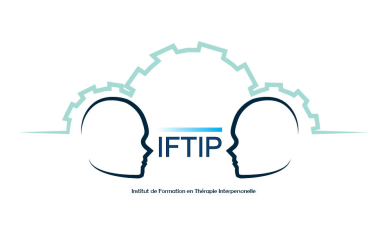 IFTIP
Institut de Formation en Thérapie Interpersonelle